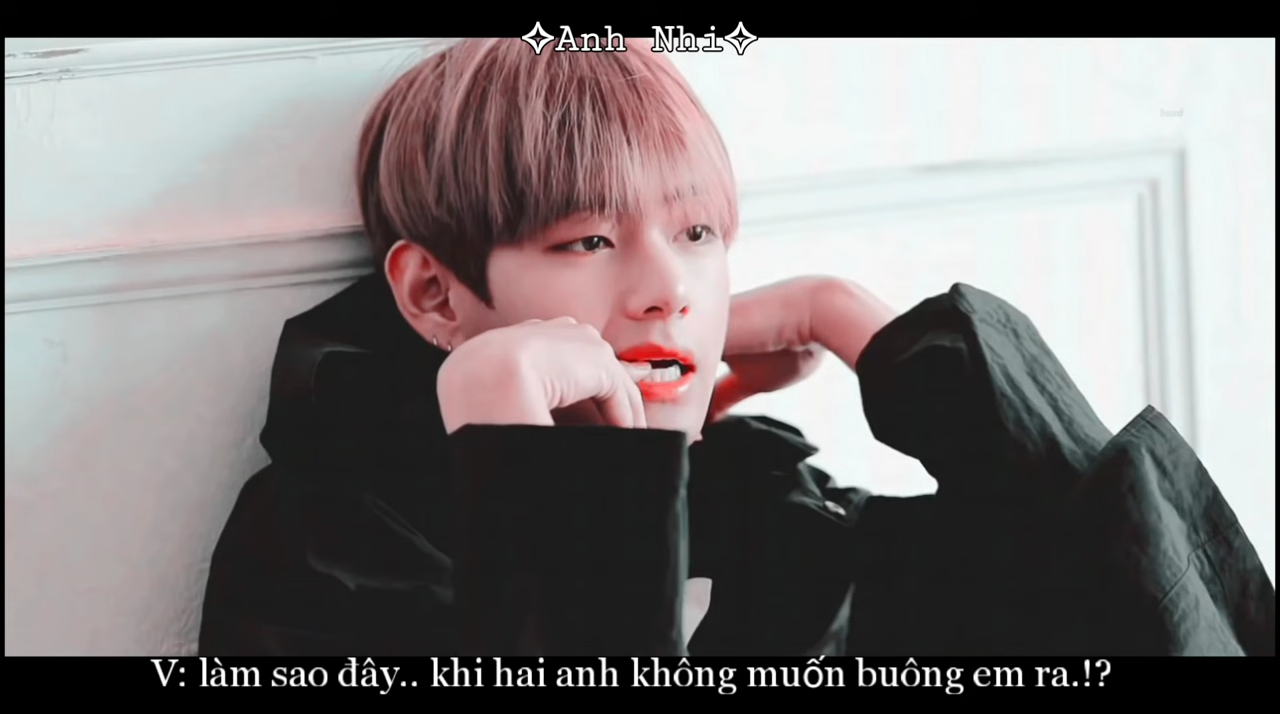 ✧Anh Nhi✧
V: làm sao đây.. khi hai anh không muốn buông em ra.!?